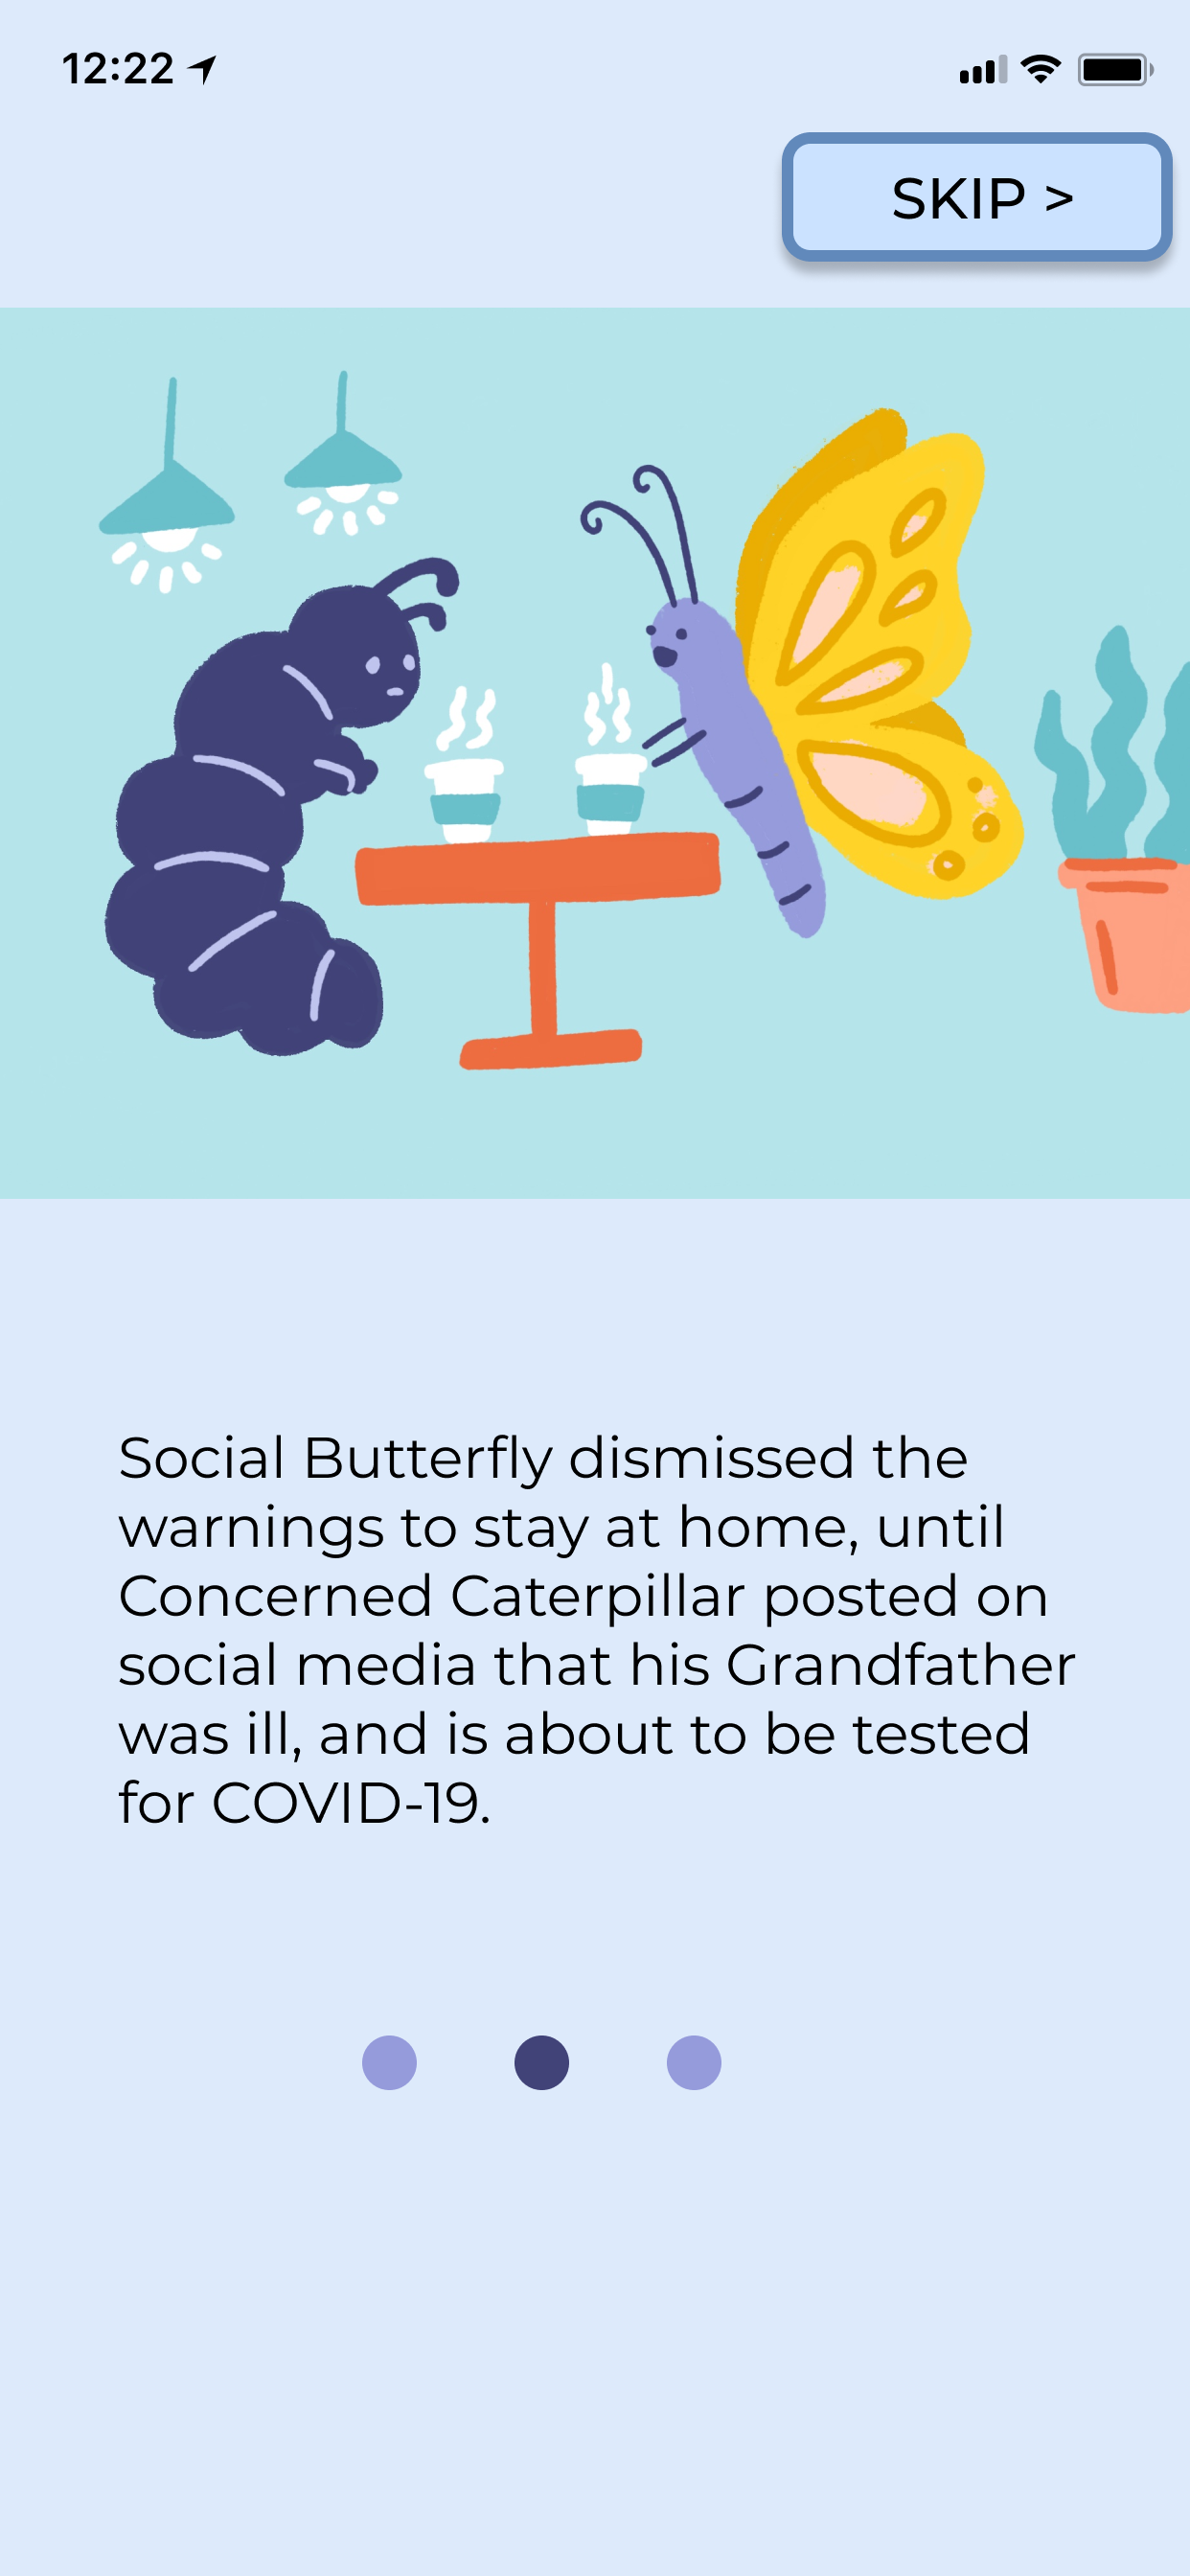 12:22
SKIP >
Social Butterfly dismissed the
warnings to stay at home, until
Concerned Caterpillar posted on
social media that his Grandfather
was ill, and is about to be tested
for COVID-19.